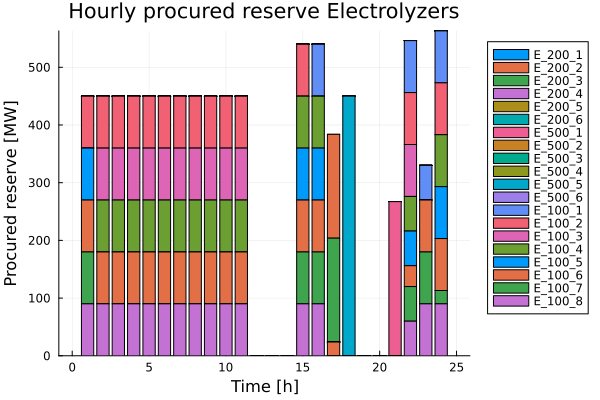 Hourly procured reserve Electrolyzers
Procured reserve [MW]
500
400
300
200
100
0
0 5 10 15 20 25
Time [h]
E_200_1
E_200_2
E_200_3
E_200_4
E_200_5
E_200_6
E_500_1
E_500_2
E_500_3
E_500_4
E_500_5
E_500_6
E_100_1
E_100_2
E_100_3
E_100_4
E_100_5
E_100_6
E_100_7
E_100_8